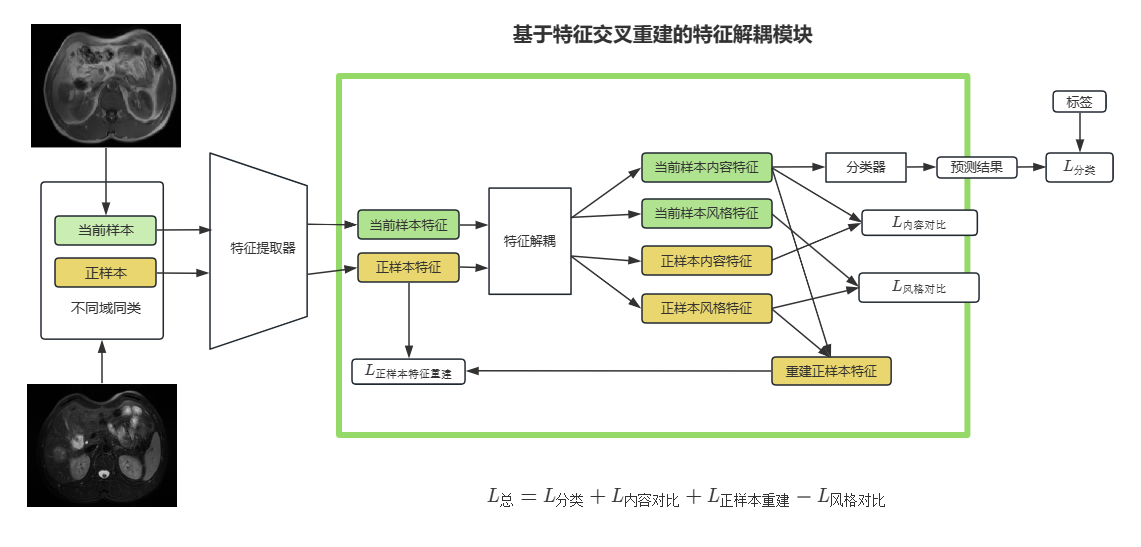 基于特征交叉重建的特征解耦模块
标签
当前样本内容特征
分类器
预测结果
L分类
当前样本
当前样本特征
当前样本风格特征
L内容对比
特征提取器
特征解耦
正样本
正样本特征
正样本内容特征
不同域同类
L风格对比
正样本风格特征
L正样本特征重建
重建正样本特征
L总 = L分类 + L内容对比 + L正样本重建 − L风格对比